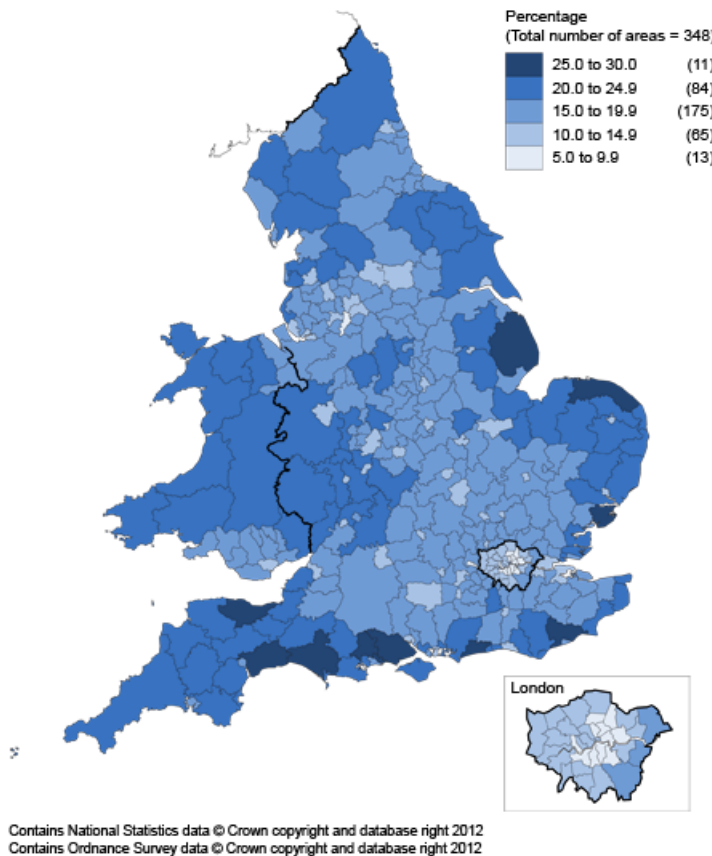 Percentage
(Total number of areas = 348)
25.0 to 30.0 (11)
20.0 to 24.9 (84)
15.0 to 19.9 (175)
10.0 to 14.9 (65)
5.0 to 9.9 (13)
London
Contains National Statistics data © Crown copyright and database right 2012
Contains Ordnance Survey data © Crown copyright and database right 2012